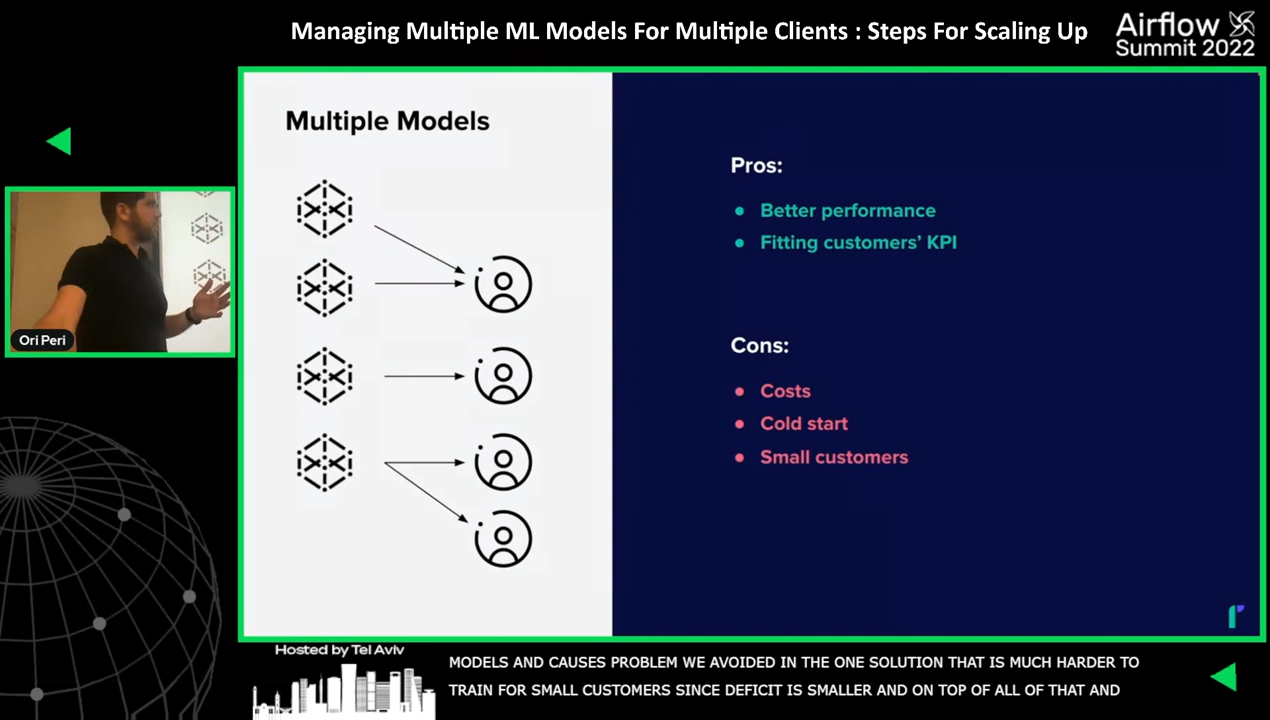 Managing Multiple ML Models For Multiple Clients : Steps For Scaling Up
Airflow
Summit 2022
Multiple Models
Pros:
• Better performance
• Fitting customers' KPI
Cons:
• Costs
• Cold start
• Small customers
Ori Peri
Hosted by Tel Aviv
MODELS AND CAUSES PROBLEM WE AVOIDED IN THE ONE SOLUTION THAT IS MUCH HARDER TO
TRAIN FOR SMALL CUSTOMERS SINCE DEFICIT IS SMALLER AND ON TOP OF ALL OF THAT AND